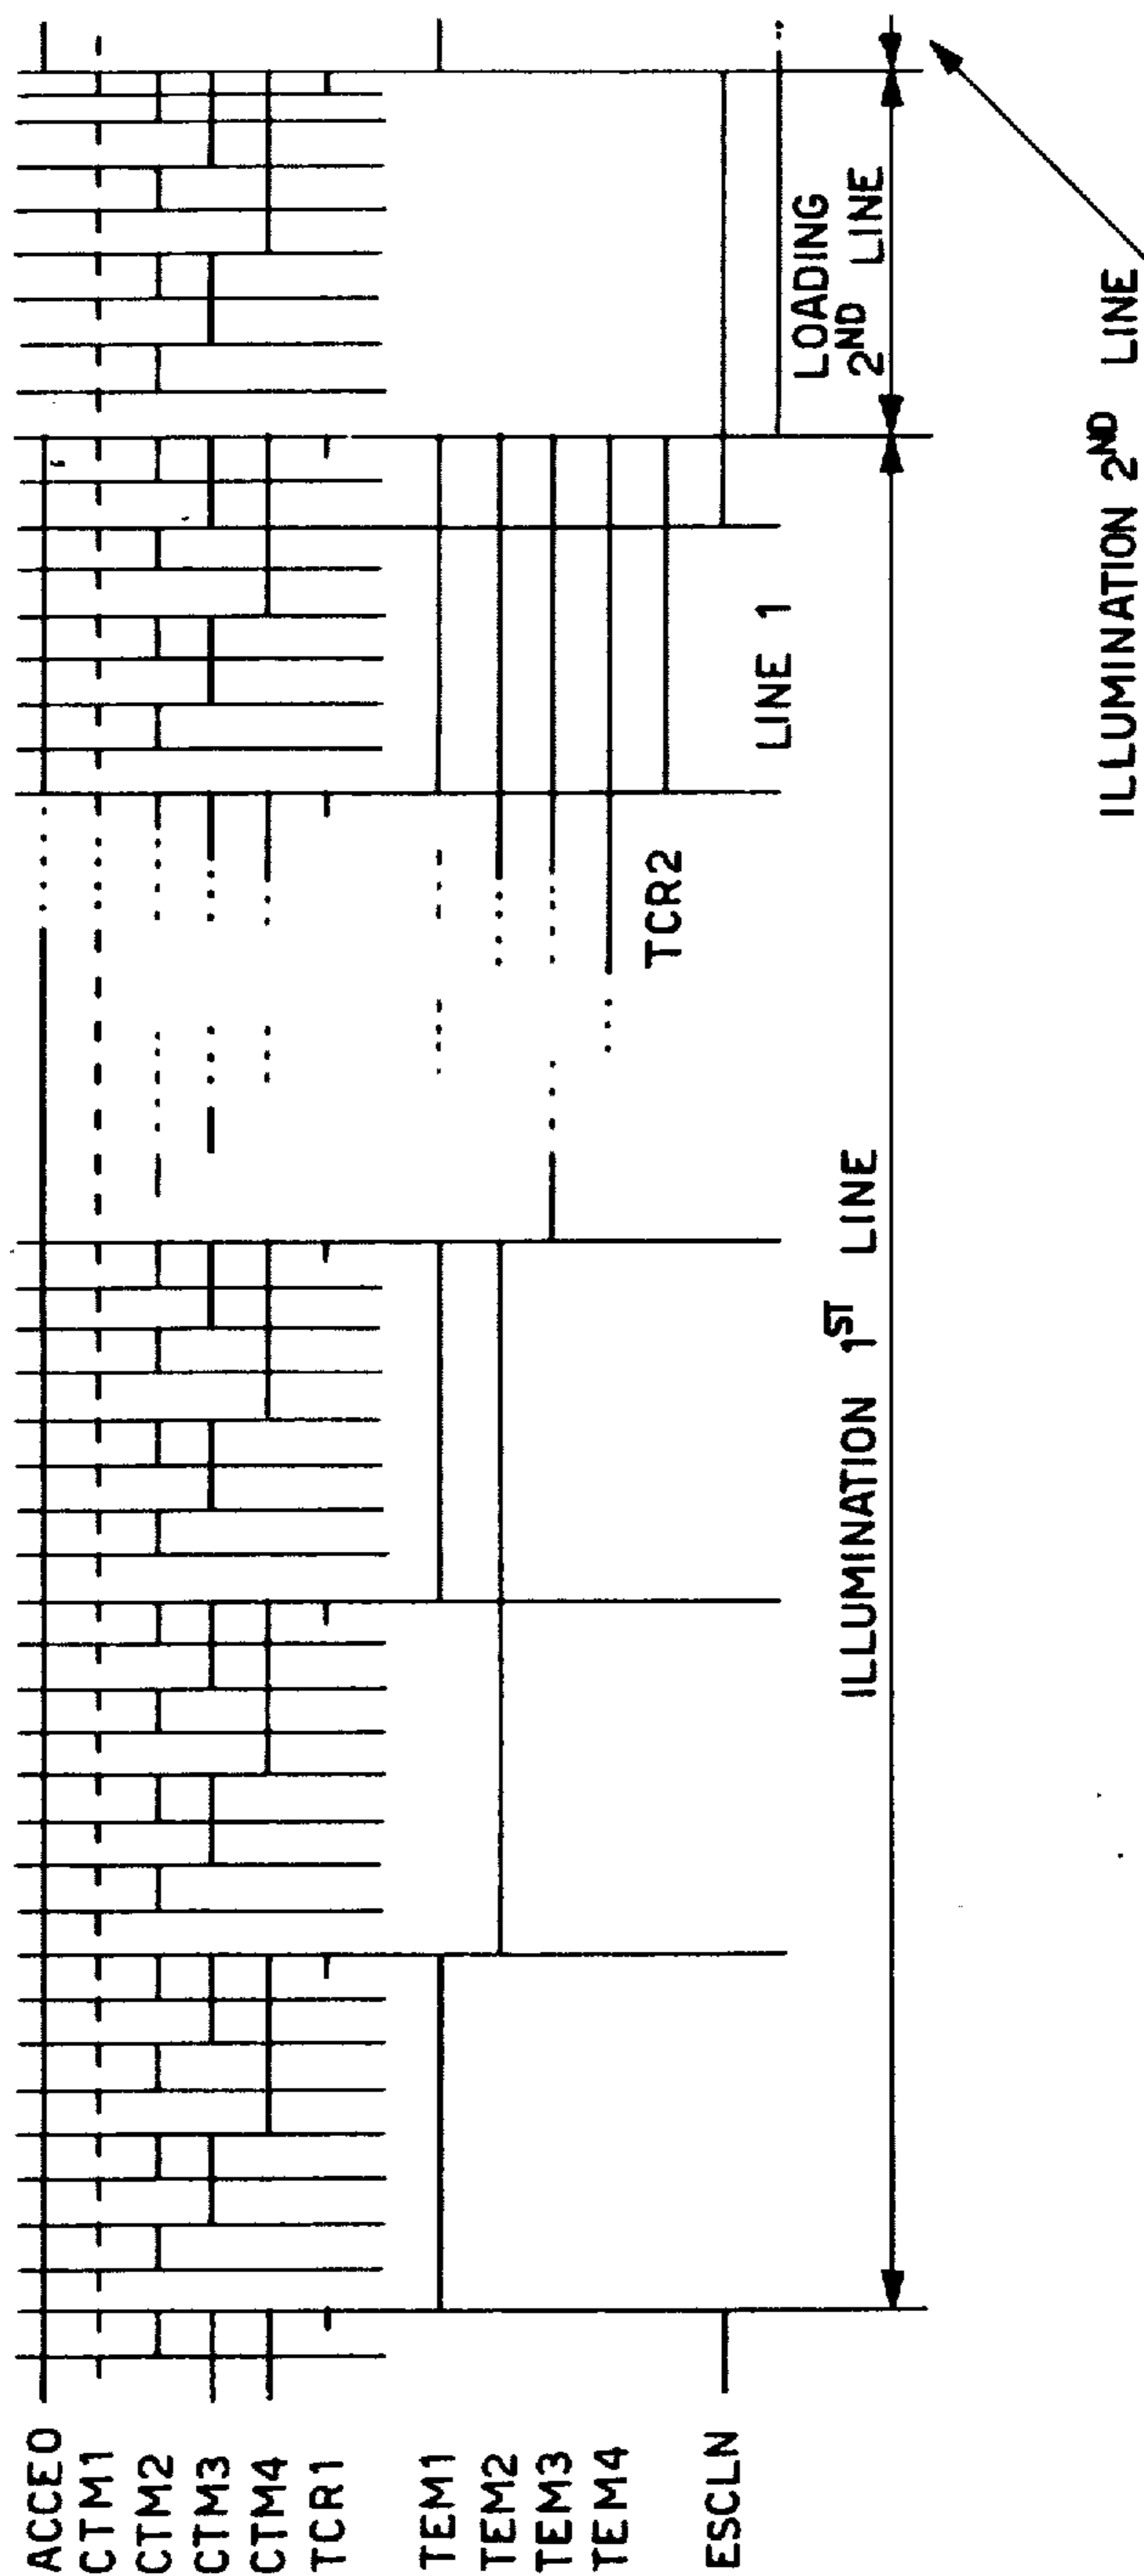 ACCEO
CTM1
CTM2
CTM3
CTM4
TCR1
TEM1
TEM2
TEM3
TEM4
ESCLN
TCR2
LINE 1
ILLUMINATION 1ST LINE
LOADING
2ND LINE
ILLUMINATION 2ND LINE